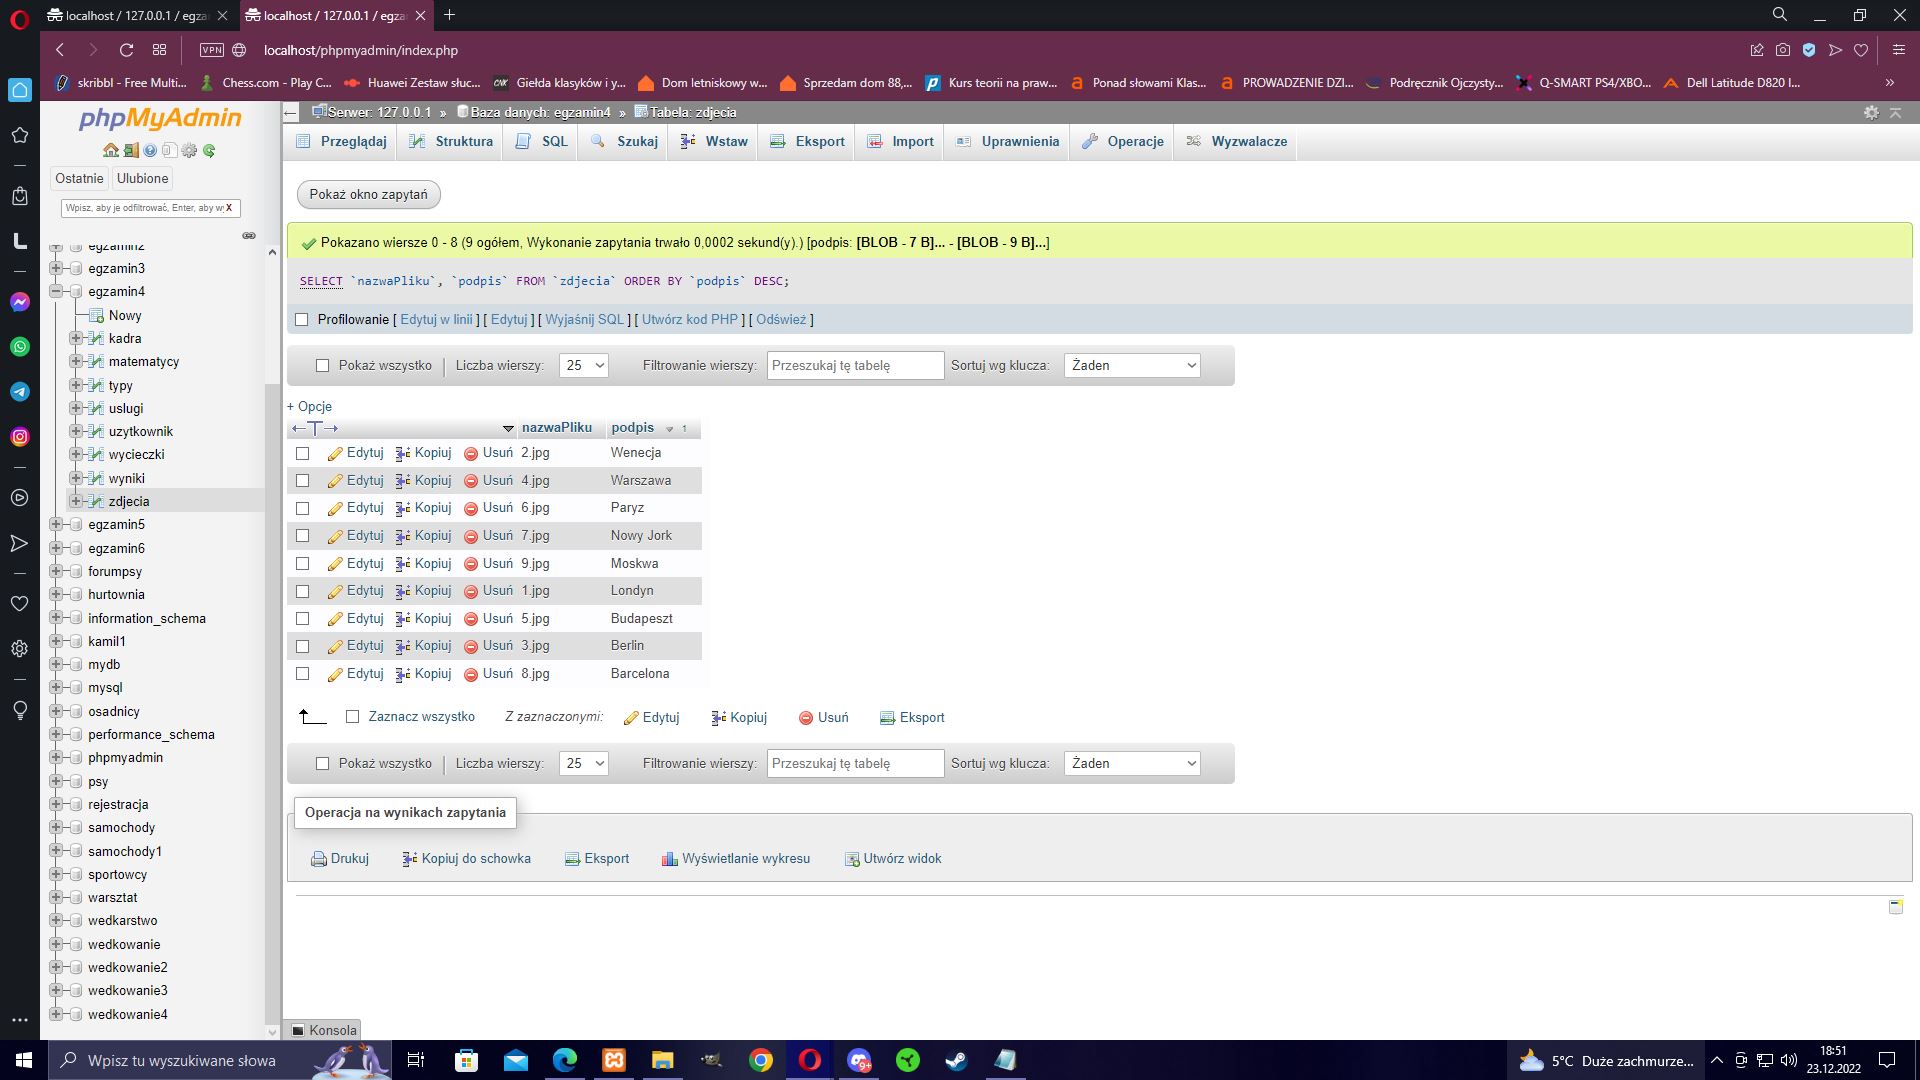 localhost / 127.0.0.1 / egza
localhost / 127.0.0.1 / egza
VPN
localhost/phpmyadmin/index.php
skribbl - Free Multi...
Chess.com - Play C...
Huawei Zestaw słuc...
Giełda klasyków i y...
Dom letniskowy w...
Sprzedam dom 88,...
Kurs teorii na praw...
Ponad słowami Klas...
PROWADZENIE DZI...
Podręcznik Ojczysty...
Q-SMART PS4/XBO...
Dell Latitude D820 I...
phpMyAdmin
Ostatnie
Ulubione
Wpisz, aby je odfiltrować, Enter, aby wy
X
egzamin2
egzamin3
egzamin4
Nowy
kadra
matematycy
typy
uslugi
uzytkownik
wycieczki
wyniki
zdjecia
egzamin5
egzamin6
forumpsy
hurtownia
information_schema
kamil1
mydb
mysql
osadnicy
performance_schema
phpmyadmin
psy
rejestracja
samochody
samochody1
sportowcy
warsztat
wedkarstwo
wedkowanie
wedkowanie2
wedkowanie3
wedkowanie4
Serwer: 127.0.0.1 » Baza danych: egzamin4 » Tabela: zdjecia
Przeglądaj
Struktura
SQL
Szukaj
Wstaw
Eksport
Import
Uprawnienia
Operacje
Wyzwalacze
Pokaż okno zapytań
Pokazano wiersze 0 - 8 (9 ogółem, Wykonanie zapytania trwało 0,0002 sekund(y).) [podpis: [BLOB - 7 B]... - [BLOB - 9 B]...]
SELECT `nazwaPliku`, `podpis` FROM `zdjecia` ORDER BY `podpis` DESC;
Profilowanie [ Edytuj w linii ] [ Edytuj ] [ Wyjaśnij SQL ] [ Utwórz kod PHP ] [ Odśwież ]
Pokaż wszystko
Liczba wierszy:
25
Filtrowanie wierszy:
Przeszukaj tę tabelę
Sortuj wg klucza:
Żaden
+ Opcje
nazwaPliku podpis 1
Edytuj Kopiuj Usuń 2.jpg Wenecja
Edytuj Kopiuj Usuń 4.jpg Warszawa
Edytuj Kopiuj Usuń 6.jpg Paryz
Edytuj Kopiuj Usuń 7.jpg Nowy Jork
Edytuj Kopiuj Usuń 9.jpg Moskwa
Edytuj Kopiuj Usuń 1.jpg Londyn
Edytuj Kopiuj Usuń 5.jpg Budapeszt
Edytuj Kopiuj Usuń 3.jpg Berlin
Edytuj Kopiuj Usuń 8.jpg Barcelona
Zaznacz wszystko
Z zaznaczonymi:
Edytuj
Kopiuj
Usuń
Eksport
Pokaż wszystko
Liczba wierszy:
25
Filtrowanie wierszy:
Przeszukaj tę tabelę
Sortuj wg klucza:
Żaden
Operacja na wynikach zapytania
Drukuj
Kopiuj do schowka
Eksport
Wyświetlanie wykresu
Utwórz widok
Konsola
Wpisz tu wyszukiwane słowa
9+
5°C Duże zachmurze...
18:51
23.12.2022